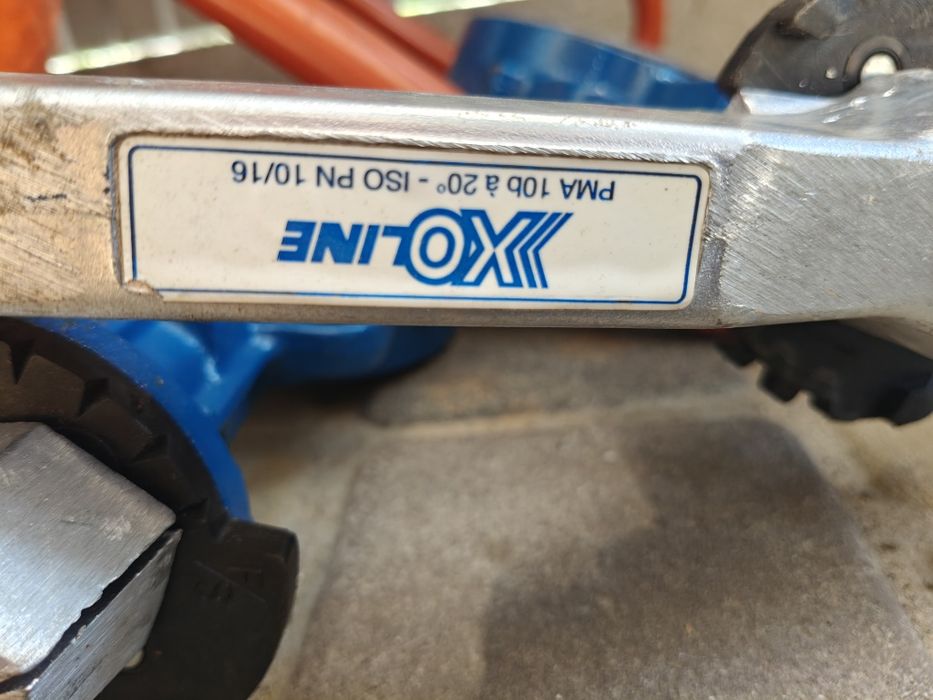 XOLINE
PMA 10b à 20° - ISO PN 10/16